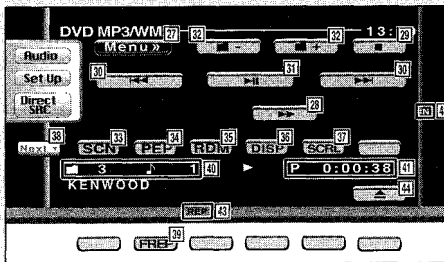 DVD MP3/WM 27 32 32 13: 29
Menu »
Audio
Set Up
Direct
SRC
30 31 30
28
EN
38 33 34 35 36 37
Next SCN REP RDM DISP SCRL
3 1 40 P 0:00:38 41
KENWOOD 44
REP 43
39
FREP